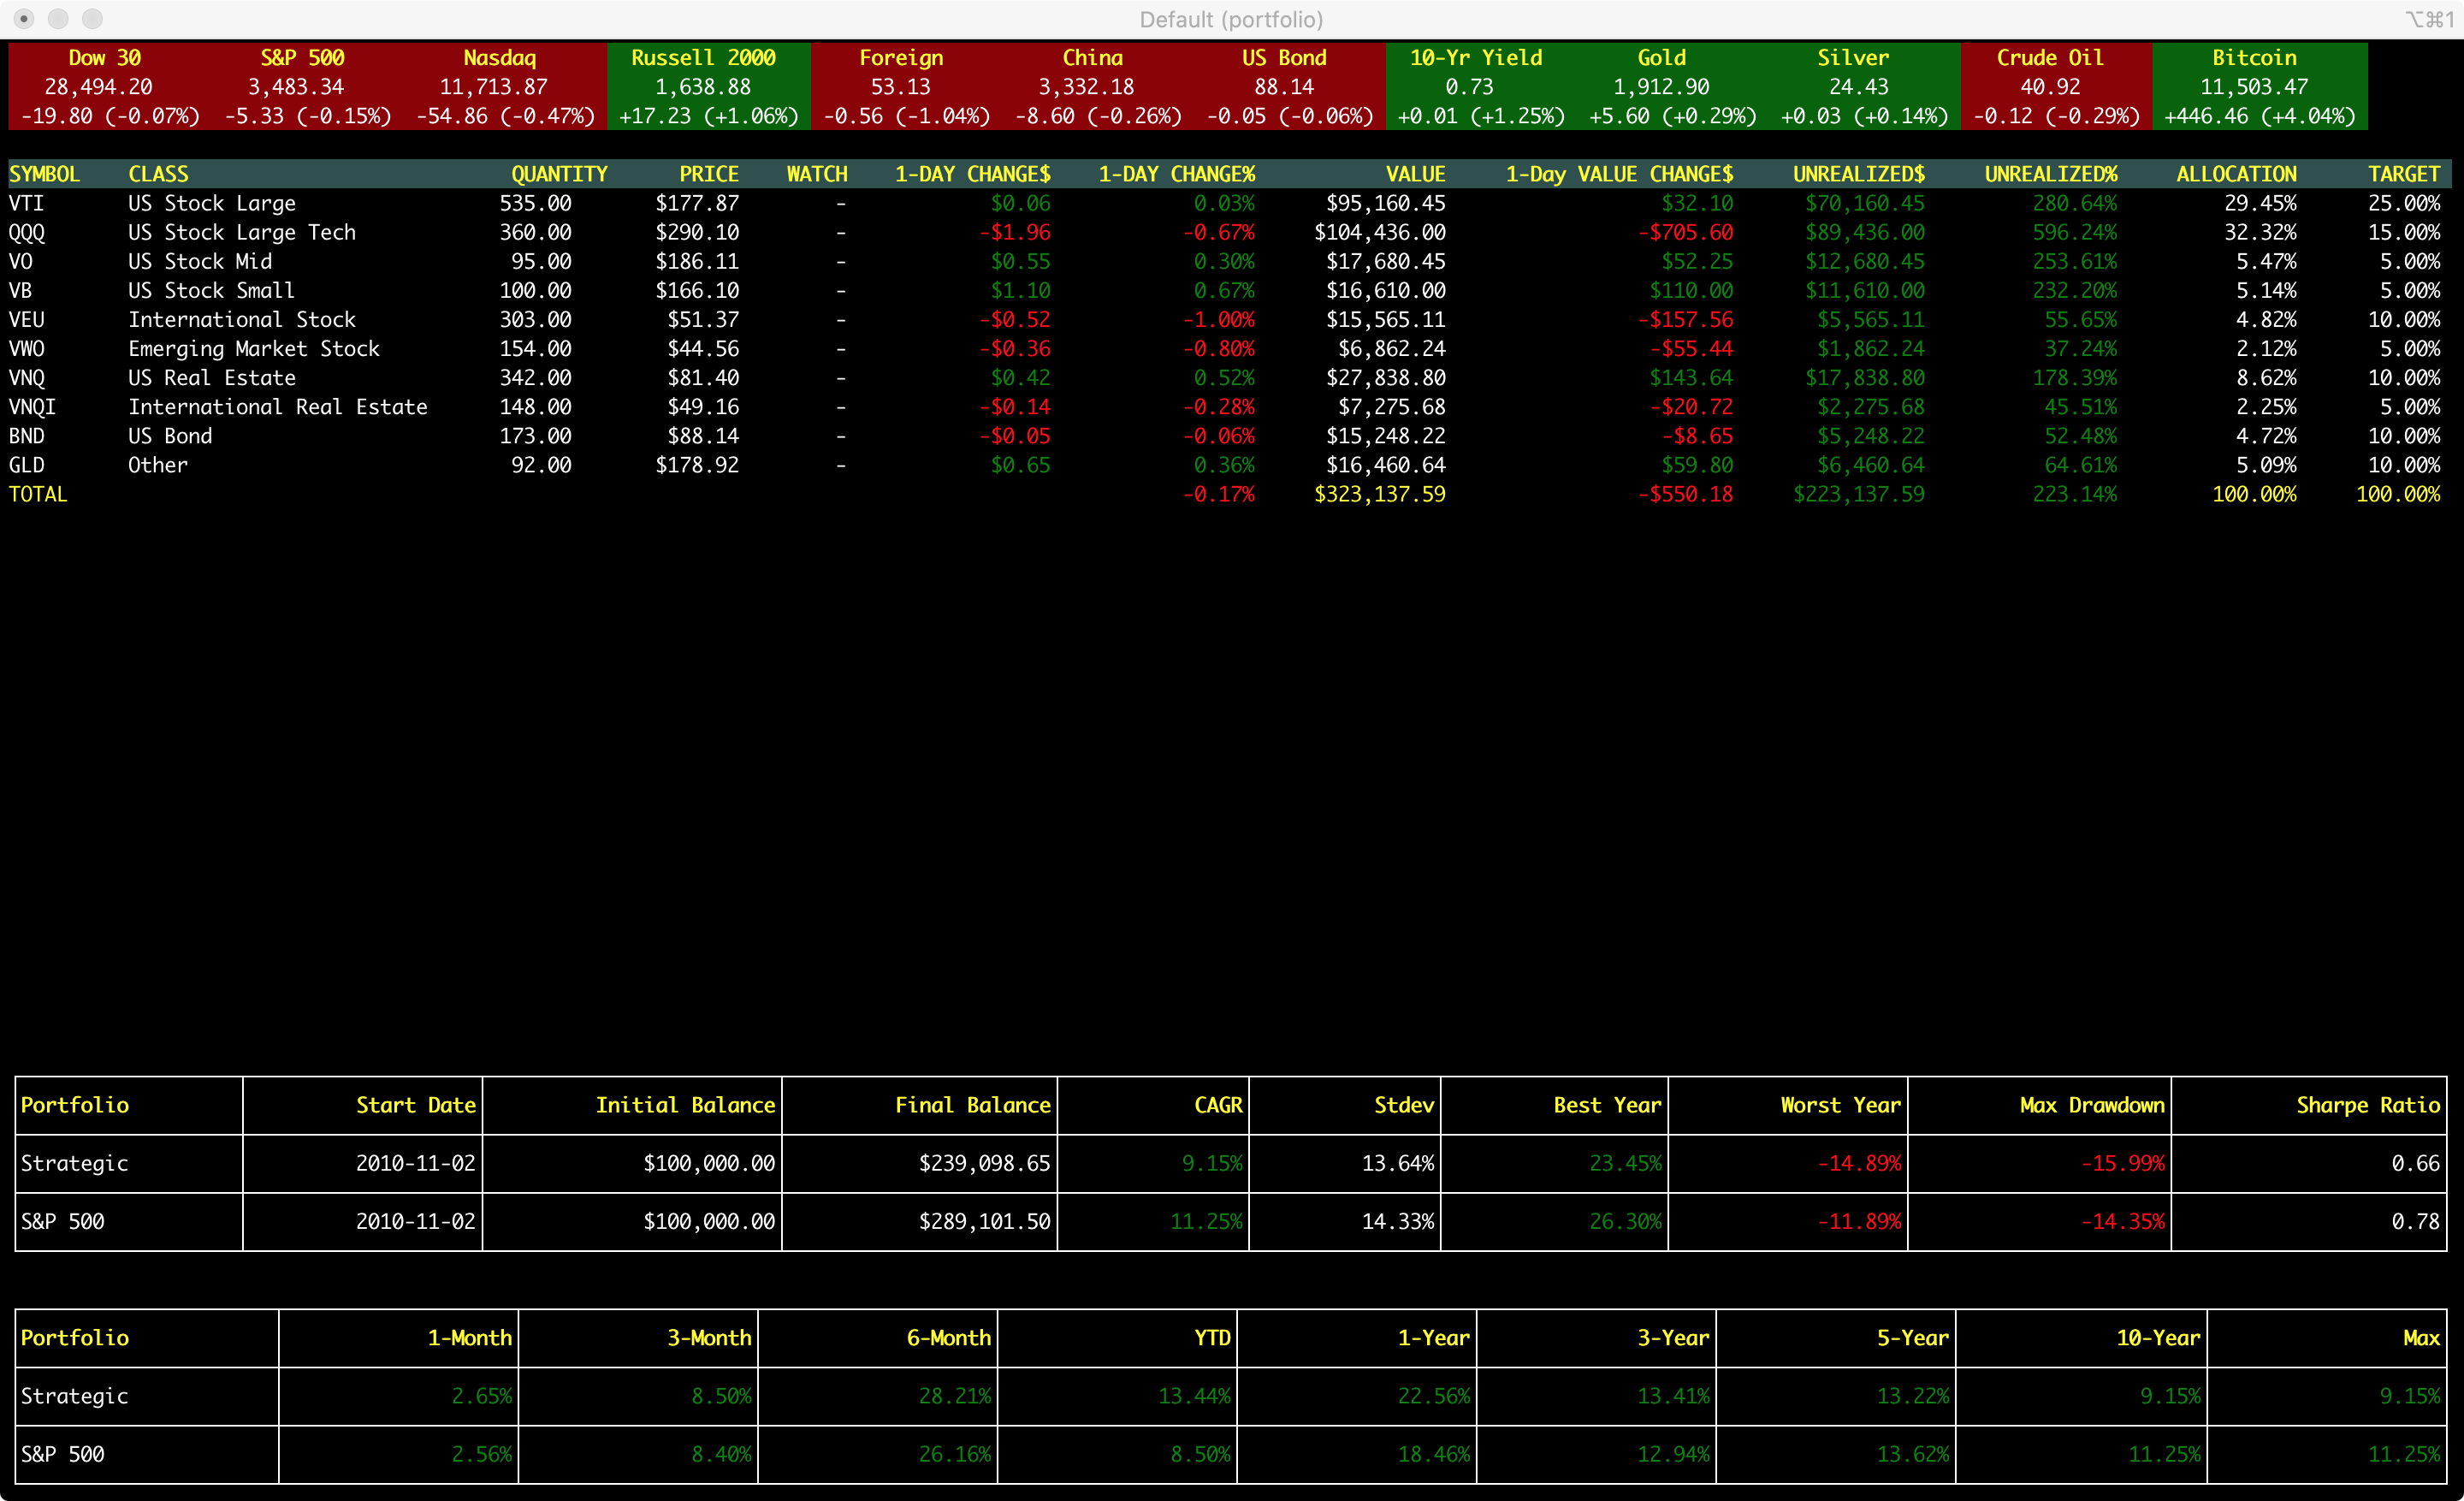 Default (portfolio) ⌥⌘1
Dow 30 S&P 500 Nasdaq Russell 2000 Foreign China US Bond 10-Yr Yield Gold Silver Crude Oil Bitcoin
28,494.20 3,483.34 11,713.87 1,638.88 53.13 3,332.18 88.14 0.73 1,912.90 24.43 40.92 11,503.47
-19.80 (-0.07%) -5.33 (-0.15%) -54.86 (-0.47%) +17.23 (+1.06%) -0.56 (-1.04%) -8.60 (-0.26%) -0.05 (-0.06%) +0.01 (+1.25%) +5.60 (+0.29%) +0.03 (+0.14%) -0.12 (-0.29%) +446.46 (+4.04%)
SYMBOL CLASS QUANTITY PRICE WATCH 1-DAY CHANGE$ 1-DAY CHANGE% VALUE 1-Day VALUE CHANGE$ UNREALIZED$ UNREALIZED% ALLOCATION TARGET
VTI US Stock Large 535.00 $177.87 - $0.06 0.03% $95,160.45 $32.10 $70,160.45 280.64% 29.45% 25.00%
QQQ US Stock Large Tech 360.00 $290.10 - -$1.96 -0.67% $104,436.00 -$705.60 $89,436.00 596.24% 32.32% 15.00%
VO US Stock Mid 95.00 $186.11 - $0.55 0.30% $17,680.45 $52.25 $12,680.45 253.61% 5.47% 5.00%
VB US Stock Small 100.00 $166.10 - $1.10 0.67% $16,610.00 $110.00 $11,610.00 232.20% 5.14% 5.00%
VEU International Stock 303.00 $51.37 - -$0.52 -1.00% $15,565.11 -$157.56 $5,565.11 55.65% 4.82% 10.00%
VWO Emerging Market Stock 154.00 $44.56 - -$0.36 -0.80% $6,862.24 -$55.44 $1,862.24 37.24% 2.12% 5.00%
VNQ US Real Estate 342.00 $81.40 - $0.42 0.52% $27,838.80 $143.64 $17,838.80 178.39% 8.62% 10.00%
VNQI International Real Estate 148.00 $49.16 - -$0.14 -0.28% $7,275.68 -$20.72 $2,275.68 45.51% 2.25% 5.00%
BND US Bond 173.00 $88.14 - -$0.05 -0.06% $15,248.22 -$8.65 $5,248.22 52.48% 4.72% 10.00%
GLD Other 92.00 $178.92 - $0.65 0.36% $16,460.64 $59.80 $6,460.64 64.61% 5.09% 10.00%
TOTAL -0.17% $323,137.59 -$550.18 $223,137.59 223.14% 100.00% 100.00%
Portfolio Start Date Initial Balance Final Balance CAGR Stdev Best Year Worst Year Max Drawdown Sharpe Ratio
Strategic 2010-11-02 $100,000.00 $239,098.65 9.15% 13.64% 23.45% -14.89% -15.99% 0.66
S&P 500 2010-11-02 $100,000.00 $289,101.50 11.25% 14.33% 26.30% -11.89% -14.35% 0.78
Portfolio 1-Month 3-Month 6-Month YTD 1-Year 3-Year 5-Year 10-Year Max
Strategic 2.65% 8.50% 28.21% 13.44% 22.56% 13.41% 13.22% 9.15% 9.15%
S&P 500 2.56% 8.40% 26.16% 8.50% 18.46% 12.94% 13.62% 11.25% 11.25%